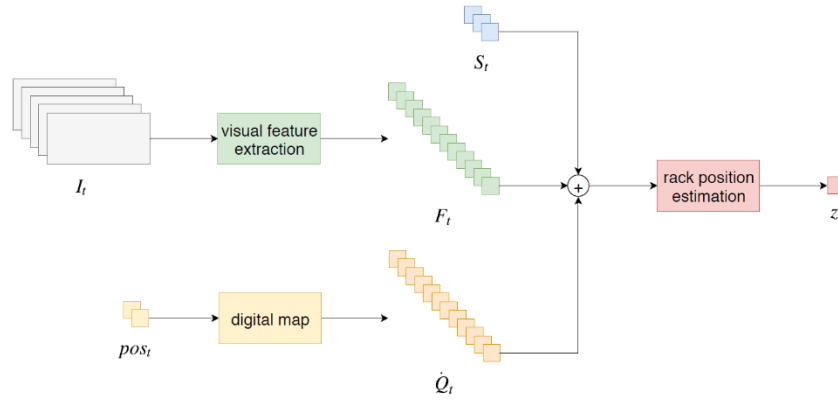 S_t
visual feature
extraction
rack position
estimation
+
I_t
F_t
z
digital map
pos_t
Q̇_t